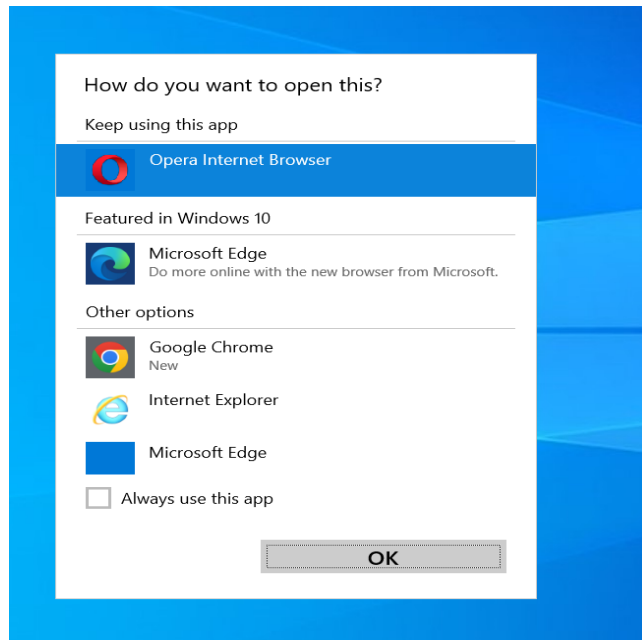 How do you want to open this?
Keep using this app
Opera Internet Browser
Featured in Windows 10
Microsoft Edge
Do more online with the new browser from Microsoft.
Other options
Google Chrome
New
Internet Explorer
Microsoft Edge
Always use this app
OK